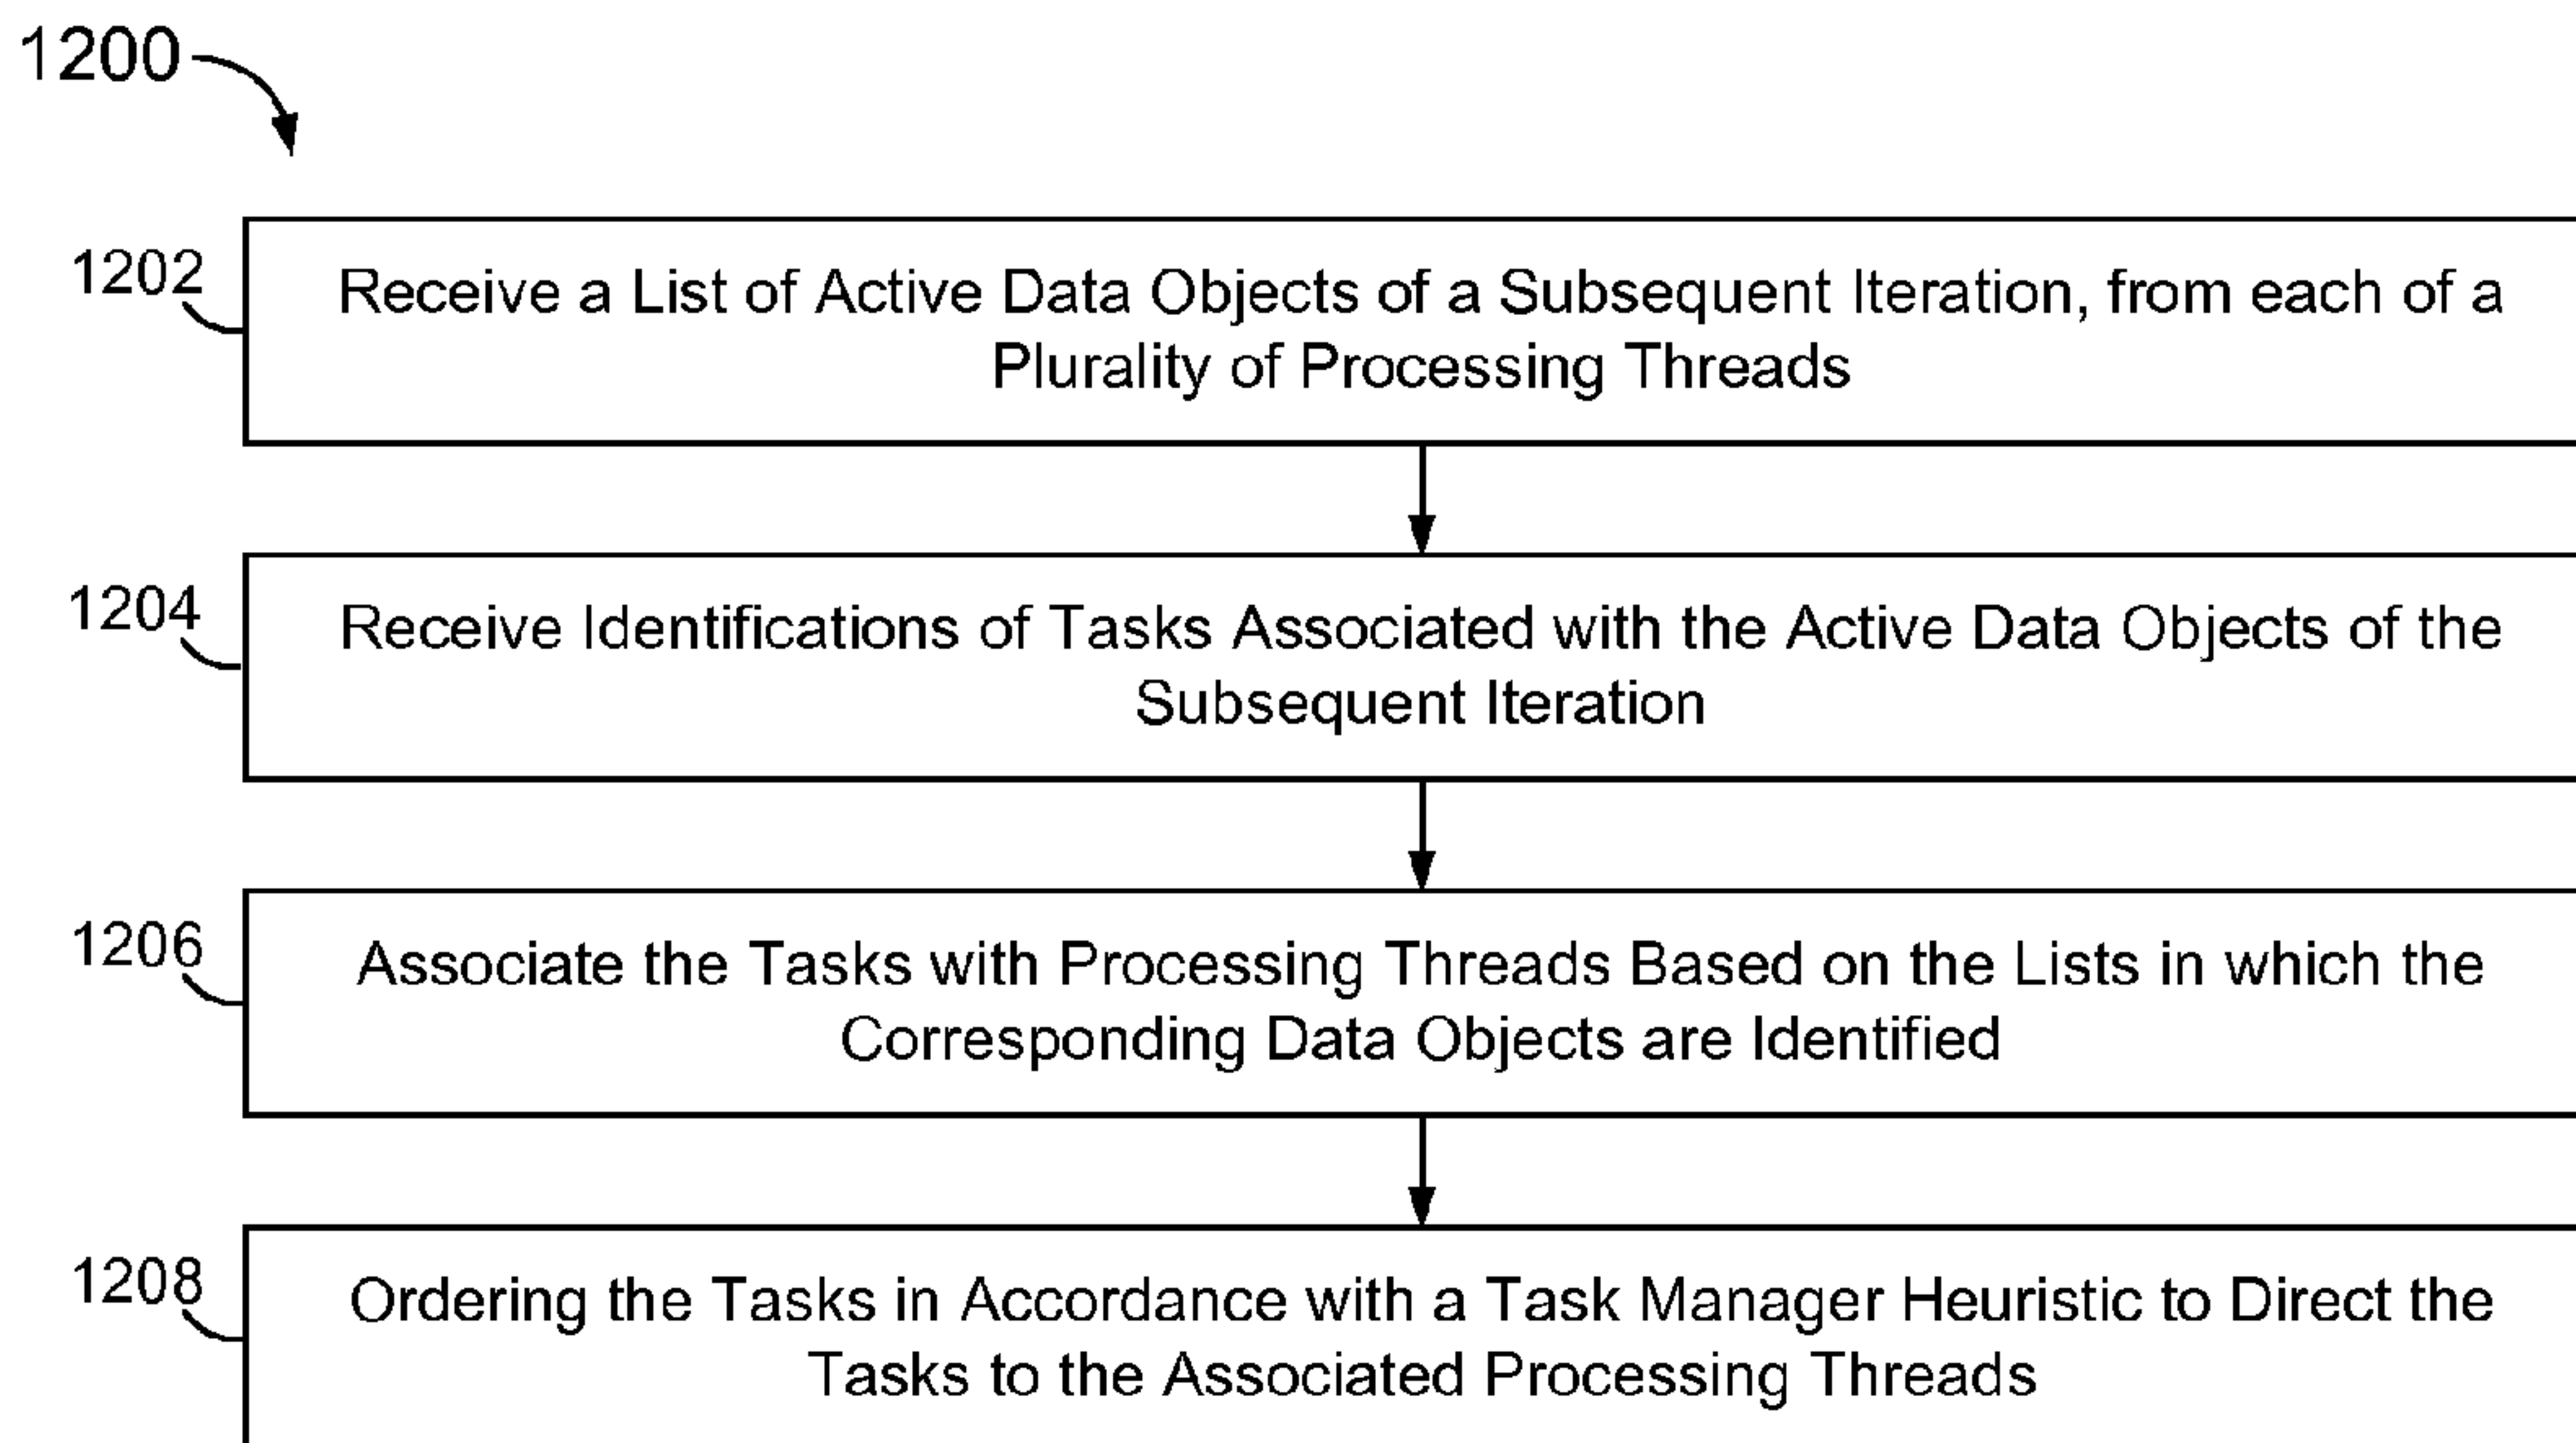 1200
1202
Receive a List of Active Data Objects of a Subsequent Iteration, from each of a
Plurality of Processing Threads
1204
Receive Identifications of Tasks Associated with the Active Data Objects of the
Subsequent Iteration
1206
Associate the Tasks with Processing Threads Based on the Lists in which the
Corresponding Data Objects are Identified
1208
Ordering the Tasks in Accordance with a Task Manager Heuristic to Direct the
Tasks to the Associated Processing Threads